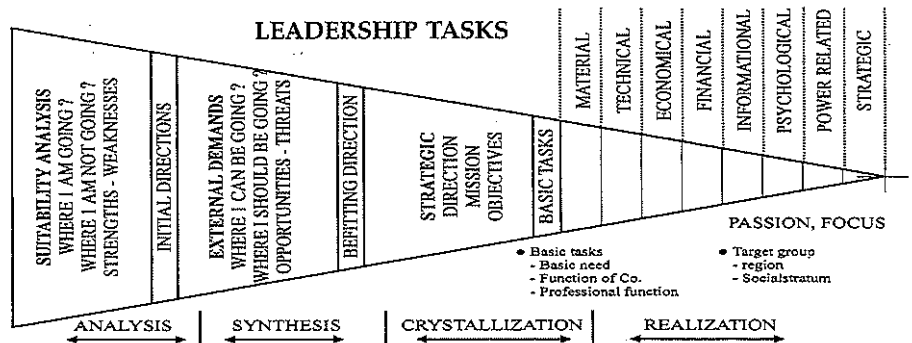 LEADERSHIP TASKS
SUITABILITY ANALYSIS
WHERE I AM GOING ?
WHERE I AM NOT GOING ?
STRENGTHS - WEAKNESSES
INITIAL DIRECTIONS
EXTERNAL DEMANDS
WHERE I CAN BE GOING ?
WHERE I SHOULD BE GOING ?
OPPORTUNITIES - THREATS
BEFITTING DIRECTION
STRATEGIC
DIRECTION
MISSION
OBJECTIVES
BASIC TASKS
MATERIAL
TECHNICAL
ECONOMICAL
FINANCIAL
INFORMATIONAL
PSYCHOLOGICAL
POWER RELATED
STRATEGIC
PASSION, FOCUS
• Basic tasks
- Basic need
- Function of Co.
- Professional function
• Target group
- region
- Socialstratum
ANALYSIS
SYNTHESIS
CRYSTALLIZATION
REALIZATION